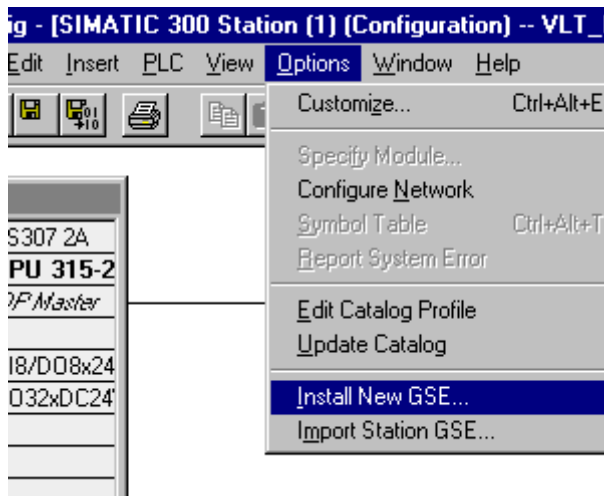 ig - [SIMATIC 300 Station (1) (Configuration) -- VLT_
Edit Insert PLC View Options Window Help
Customize... Ctrl+Alt+E
Specify Module...
Configure Network
Symbol Table Ctrl+Alt+T
Report System Error
Edit Catalog Profile
Update Catalog
Install New GSE...
Import Station GSE...
S307 2A
PU 315-2
DP Master
I8/DO8x24
O32xDC24